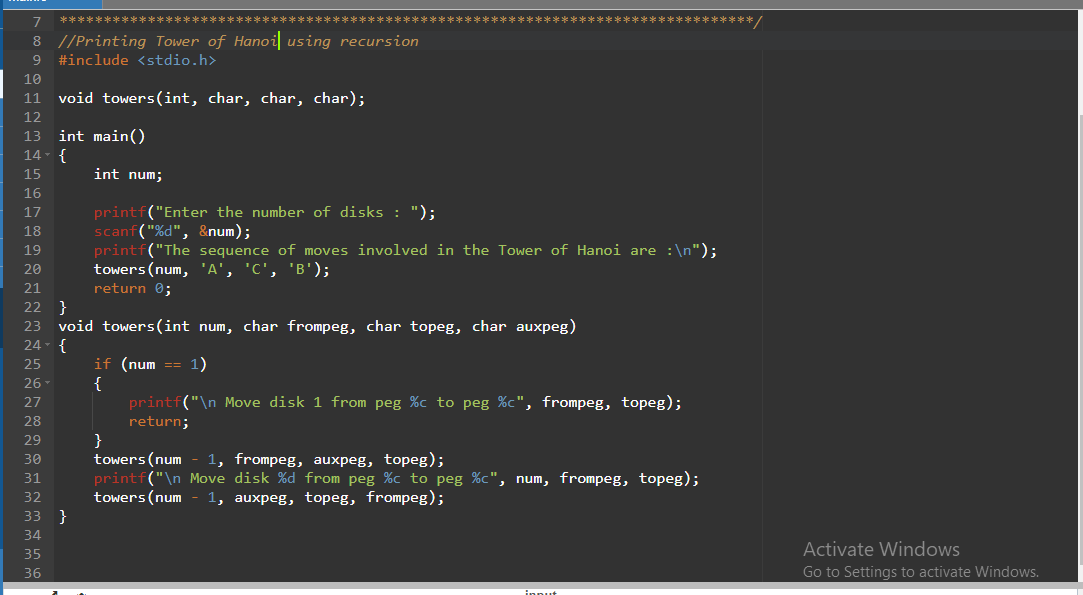 7 *******************************************************************************/
8 //Printing Tower of Hanoi using recursion
9 #include <stdio.h>
10
11 void towers(int, char, char, char);
12
13 int main()
14 {
15     int num;
16
17     printf("Enter the number of disks : ");
18     scanf("%d", &num);
19     printf("The sequence of moves involved in the Tower of Hanoi are :\n");
20     towers(num, 'A', 'C', 'B');
21     return 0;
22 }
23 void towers(int num, char frompeg, char topeg, char auxpeg)
24 {
25     if (num == 1)
26     {
27         printf("\n Move disk 1 from peg %c to peg %c", frompeg, topeg);
28         return;
29     }
30     towers(num - 1, frompeg, auxpeg, topeg);
31     printf("\n Move disk %d from peg %c to peg %c", num, frompeg, topeg);
32     towers(num - 1, auxpeg, topeg, frompeg);
33 }
34
35
36
Activate Windows
Go to Settings to activate Windows.